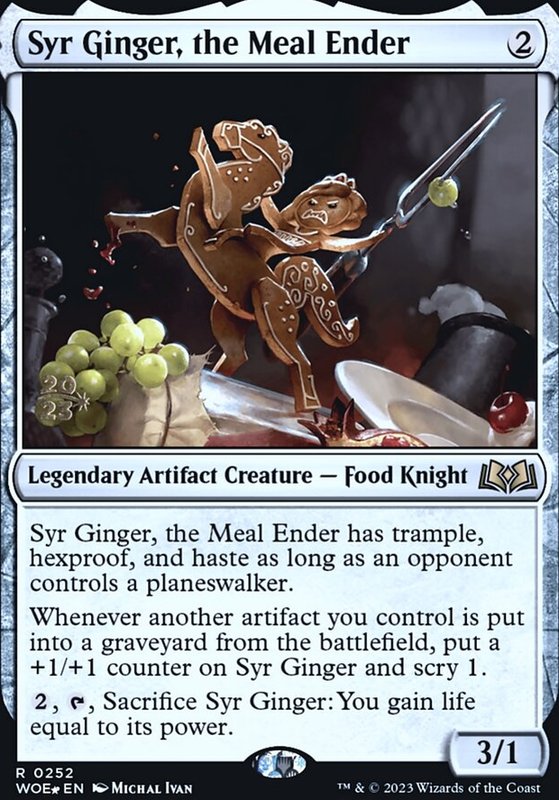 Syr Ginger, the Meal Ender 2
20
23
Legendary Artifact Creature — Food Knight
Syr Ginger, the Meal Ender has trample,
hexproof, and haste as long as an opponent
controls a planeswalker.
Whenever another artifact you control is put
into a graveyard from the battlefield, put a
+1/+1 counter on Syr Ginger and scry 1.
2, , Sacrifice Syr Ginger: You gain life
equal to its power.
3/1
R 0252
WOE★EN MICHAL IVAN
™ & © 2023 Wizards of the Coast